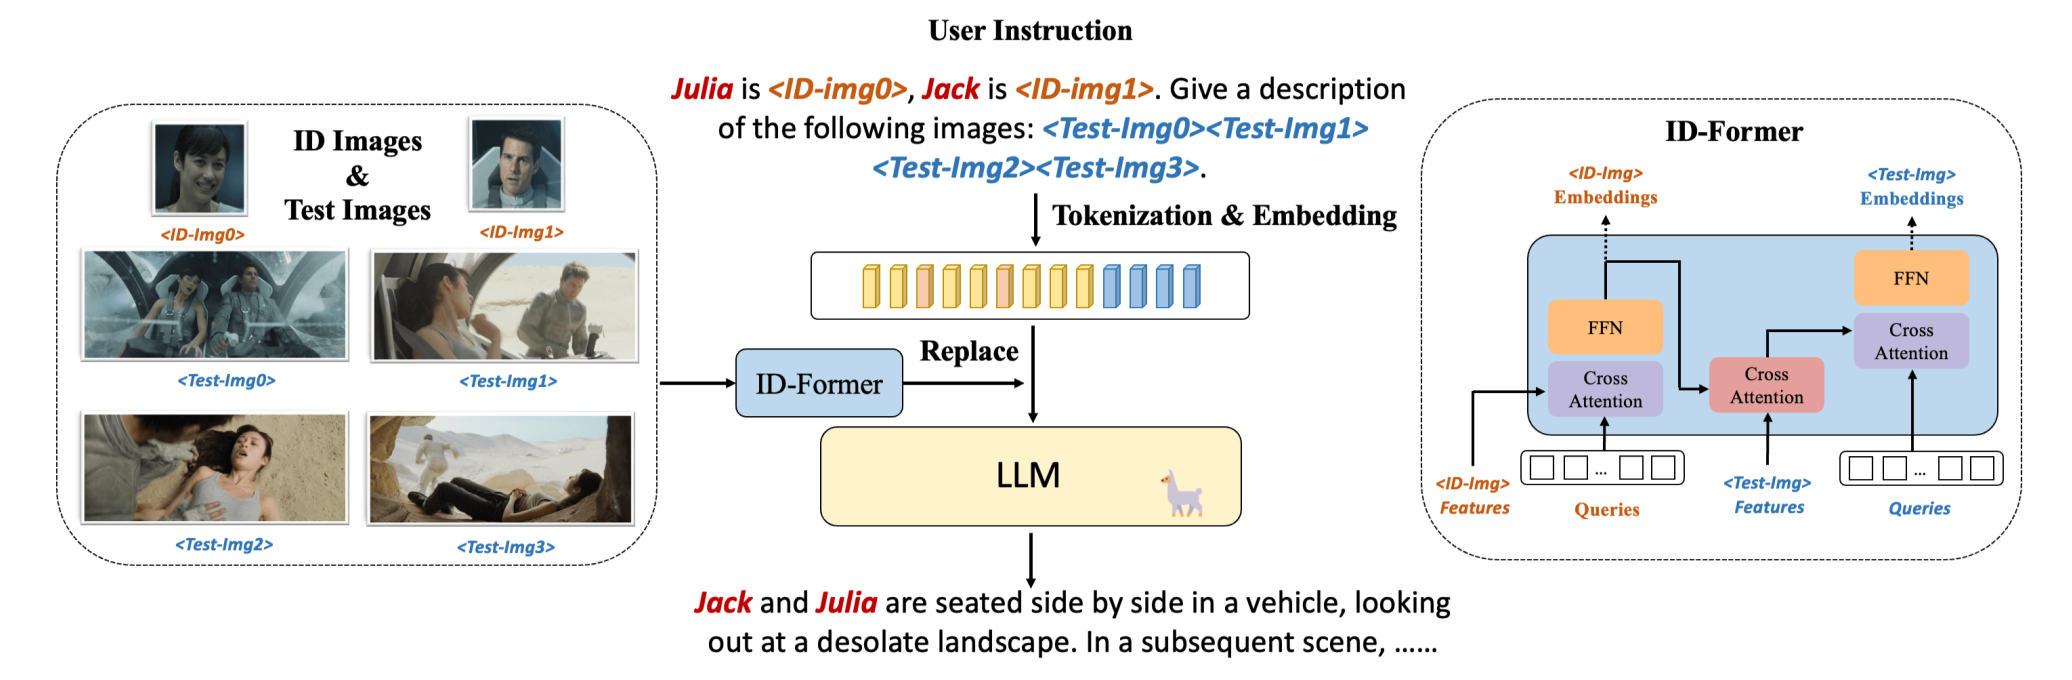 User Instruction
Julia is <ID-img0>, Jack is <ID-img1>. Give a description
of the following images: <Test-Img0><Test-Img1>
<Test-Img2><Test-Img3>.
Tokenization & Embedding
ID Images
&
Test Images
<ID-Img0>
<ID-Img1>
<Test-Img0>
<Test-Img1>
<Test-Img2>
<Test-Img3>
ID-Former
Replace
LLM
Jack and Julia are seated side by side in a vehicle, looking
out at a desolate landscape. In a subsequent scene, ......
ID-Former
<ID-Img>
Embeddings
<Test-Img>
Embeddings
FFN
FFN
Cross
Attention
Cross
Attention
Cross
Attention
...
...
<ID-Img>
Features
Queries
<Test-Img>
Features
Queries